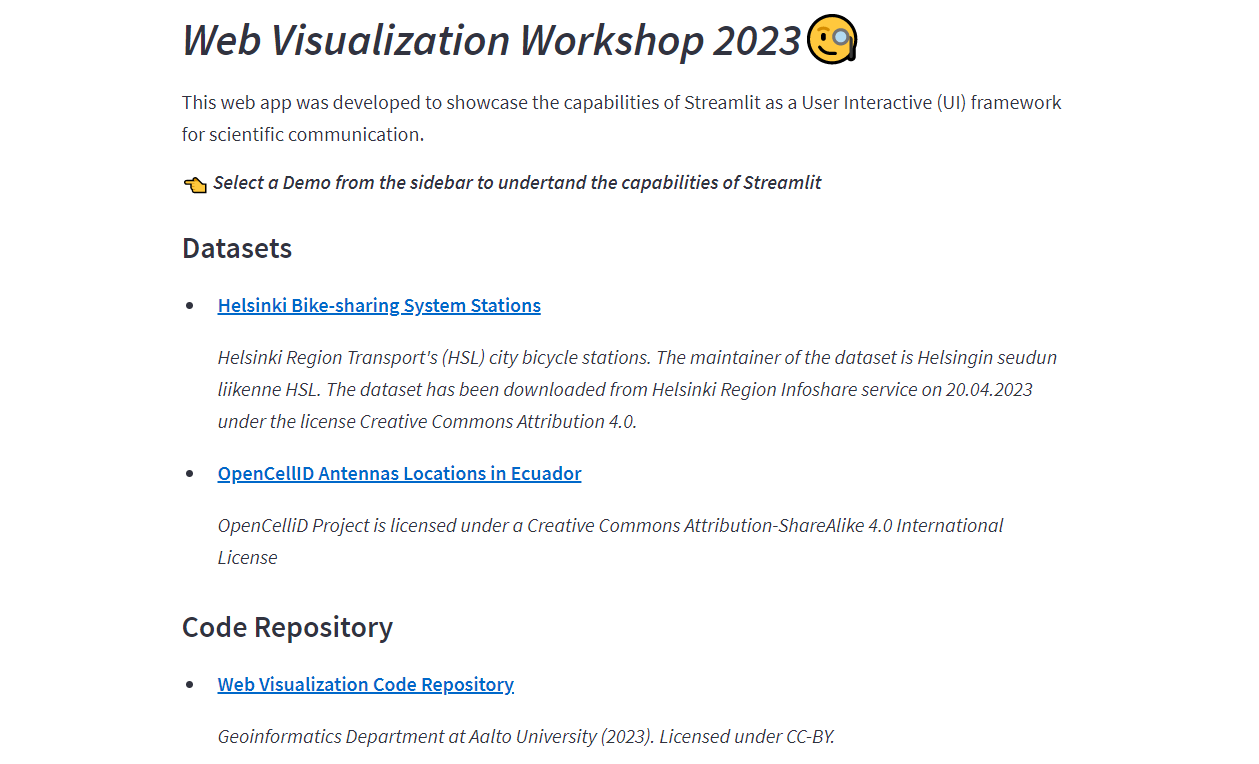 Web Visualization Workshop 2023
This web app was developed to showcase the capabilities of Streamlit as a User Interactive (UI) framework
for scientific communication.
Select a Demo from the sidebar to undertand the capabilities of Streamlit
Datasets
Helsinki Bike-sharing System Stations
Helsinki Region Transport's (HSL) city bicycle stations. The maintainer of the dataset is Helsingin seudun
liikenne HSL. The dataset has been downloaded from Helsinki Region Infoshare service on 20.04.2023
under the license Creative Commons Attribution 4.0.
OpenCellID Antennas Locations in Ecuador
OpenCelliD Project is licensed under a Creative Commons Attribution-ShareAlike 4.0 International
License
Code Repository
Web Visualization Code Repository
Geoinformatics Department at Aalto University (2023). Licensed under CC-BY.